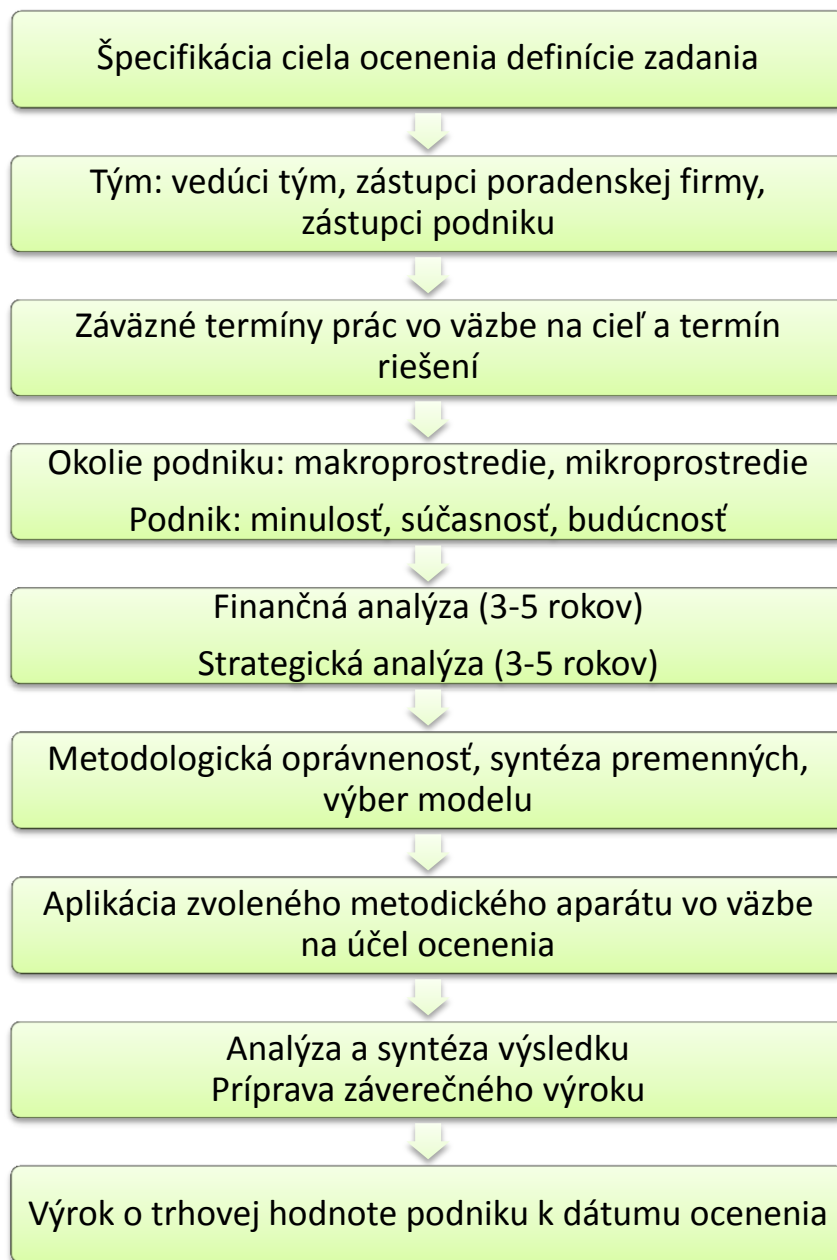 Špecifikácia ciela ocenenia definície zadania
Tým: vedúci tým, zástupci poradenskej firmy,
zástupci podniku
Záväzné termíny prác vo väzbe na cieľ a termín
riešení
Okolie podniku: makroprostredie, mikroprostredie
Podnik: minulosť, súčasnosť, budúcnosť
Finančná analýza (3-5 rokov)
Strategická analýza (3-5 rokov)
Metodologická oprávnenosť, syntéza premenných,
výber modelu
Aplikácia zvoleného metodického aparátu vo väzbe
na účel ocenenia
Analýza a syntéza výsledku
Príprava záverečného výroku
Výrok o trhovej hodnote podniku k dátumu ocenenia